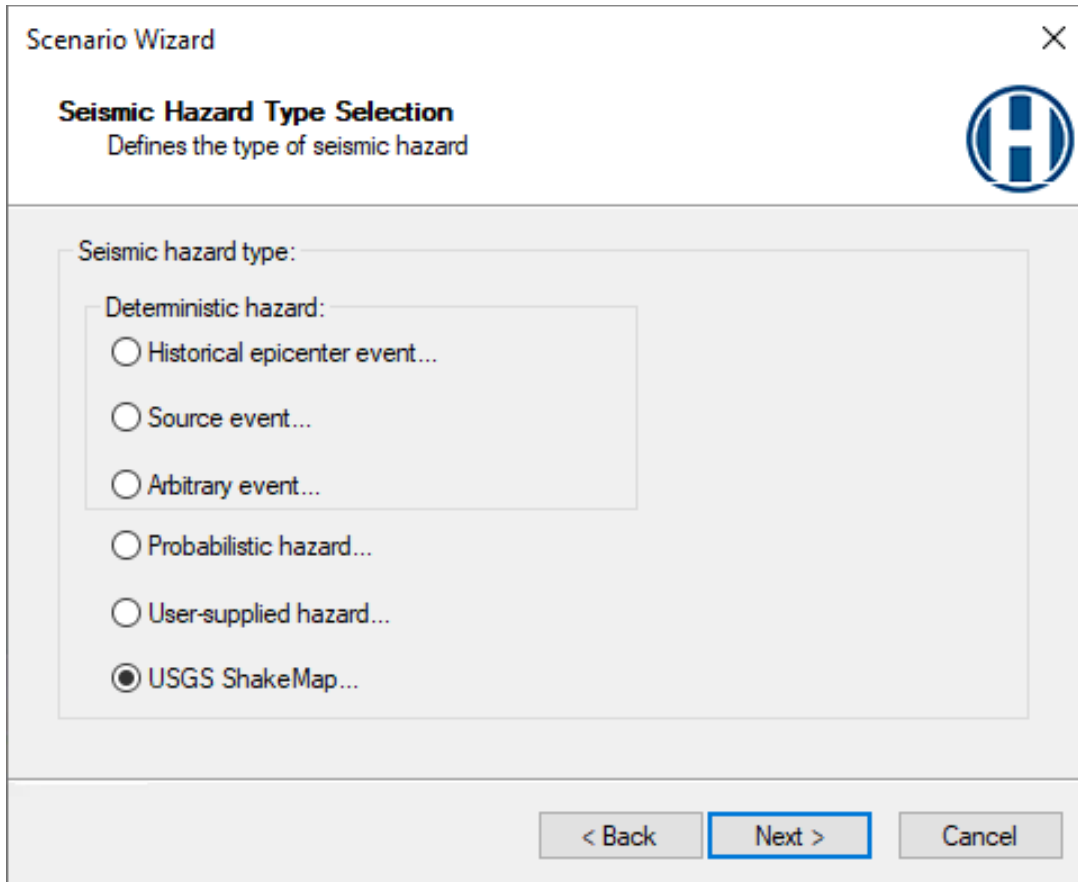 Scenario Wizard
Seismic Hazard Type Selection
Defines the type of seismic hazard
H
Seismic hazard type:
Deterministic hazard:
Historical epicenter event...
Source event...
Arbitrary event...
Probabilistic hazard...
User-supplied hazard...
USGS ShakeMap...
< Back
Next >
Cancel